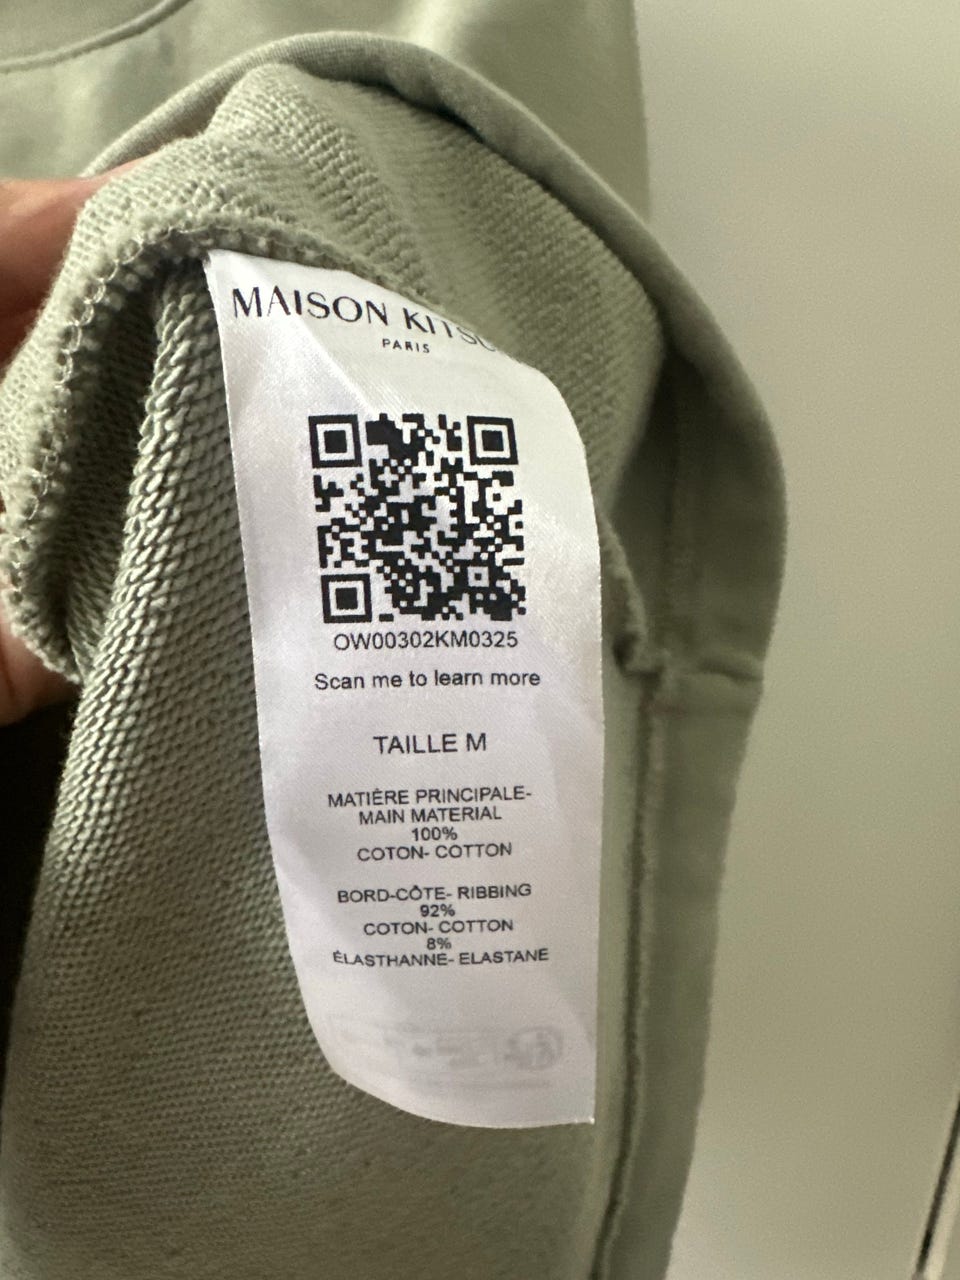 MAISON KITSU
PARIS
OW00302KM0325
Scan me to learn more
TAILLE M
MATIÈRE PRINCIPALE-
MAIN MATERIAL
100%
COTON- COTTON
BORD-CÔTE- RIBBING
92%
COTON- COTTON
8%
ÉLASTHANNE- ELASTANE